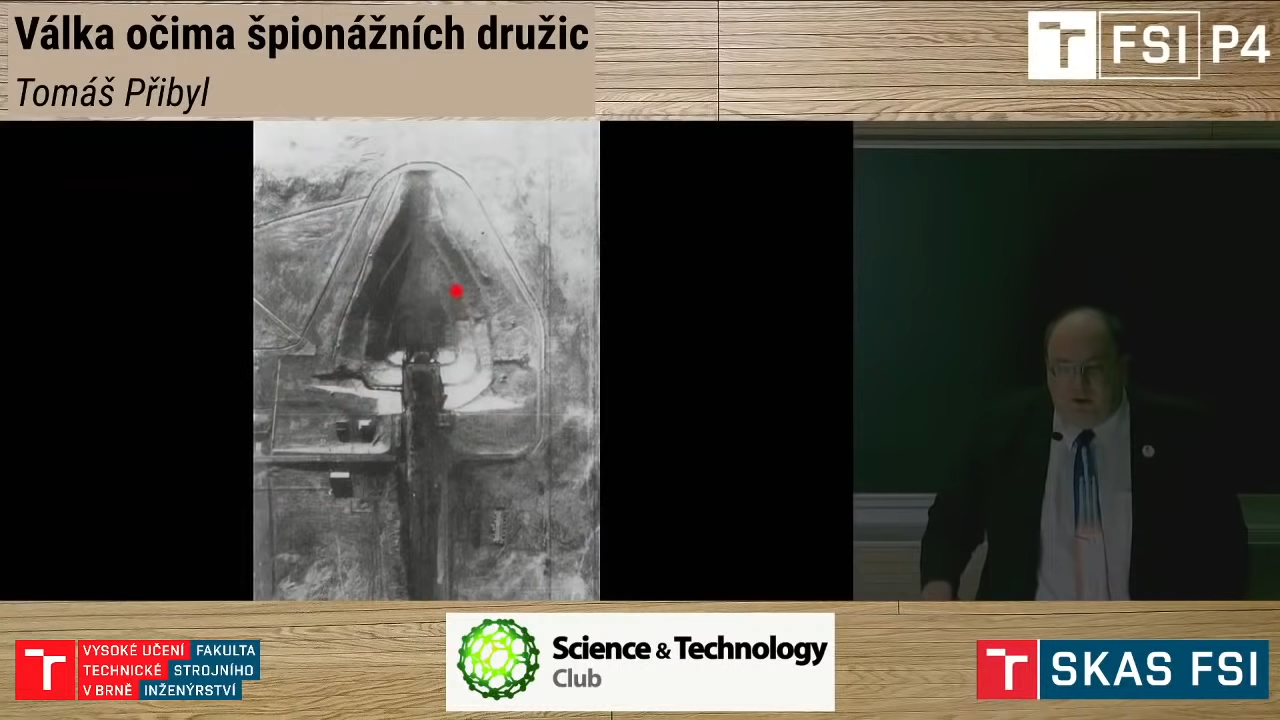 Válka očima špionážních družic
Tomáš Přibyl
FSI P4
VYSOKÉ UČENÍ FAKULTA
TECHNICKÉ STROJNÍHO
V BRNĚ INŽENÝRSTVÍ
Science & Technology
Club
SKAS FSI